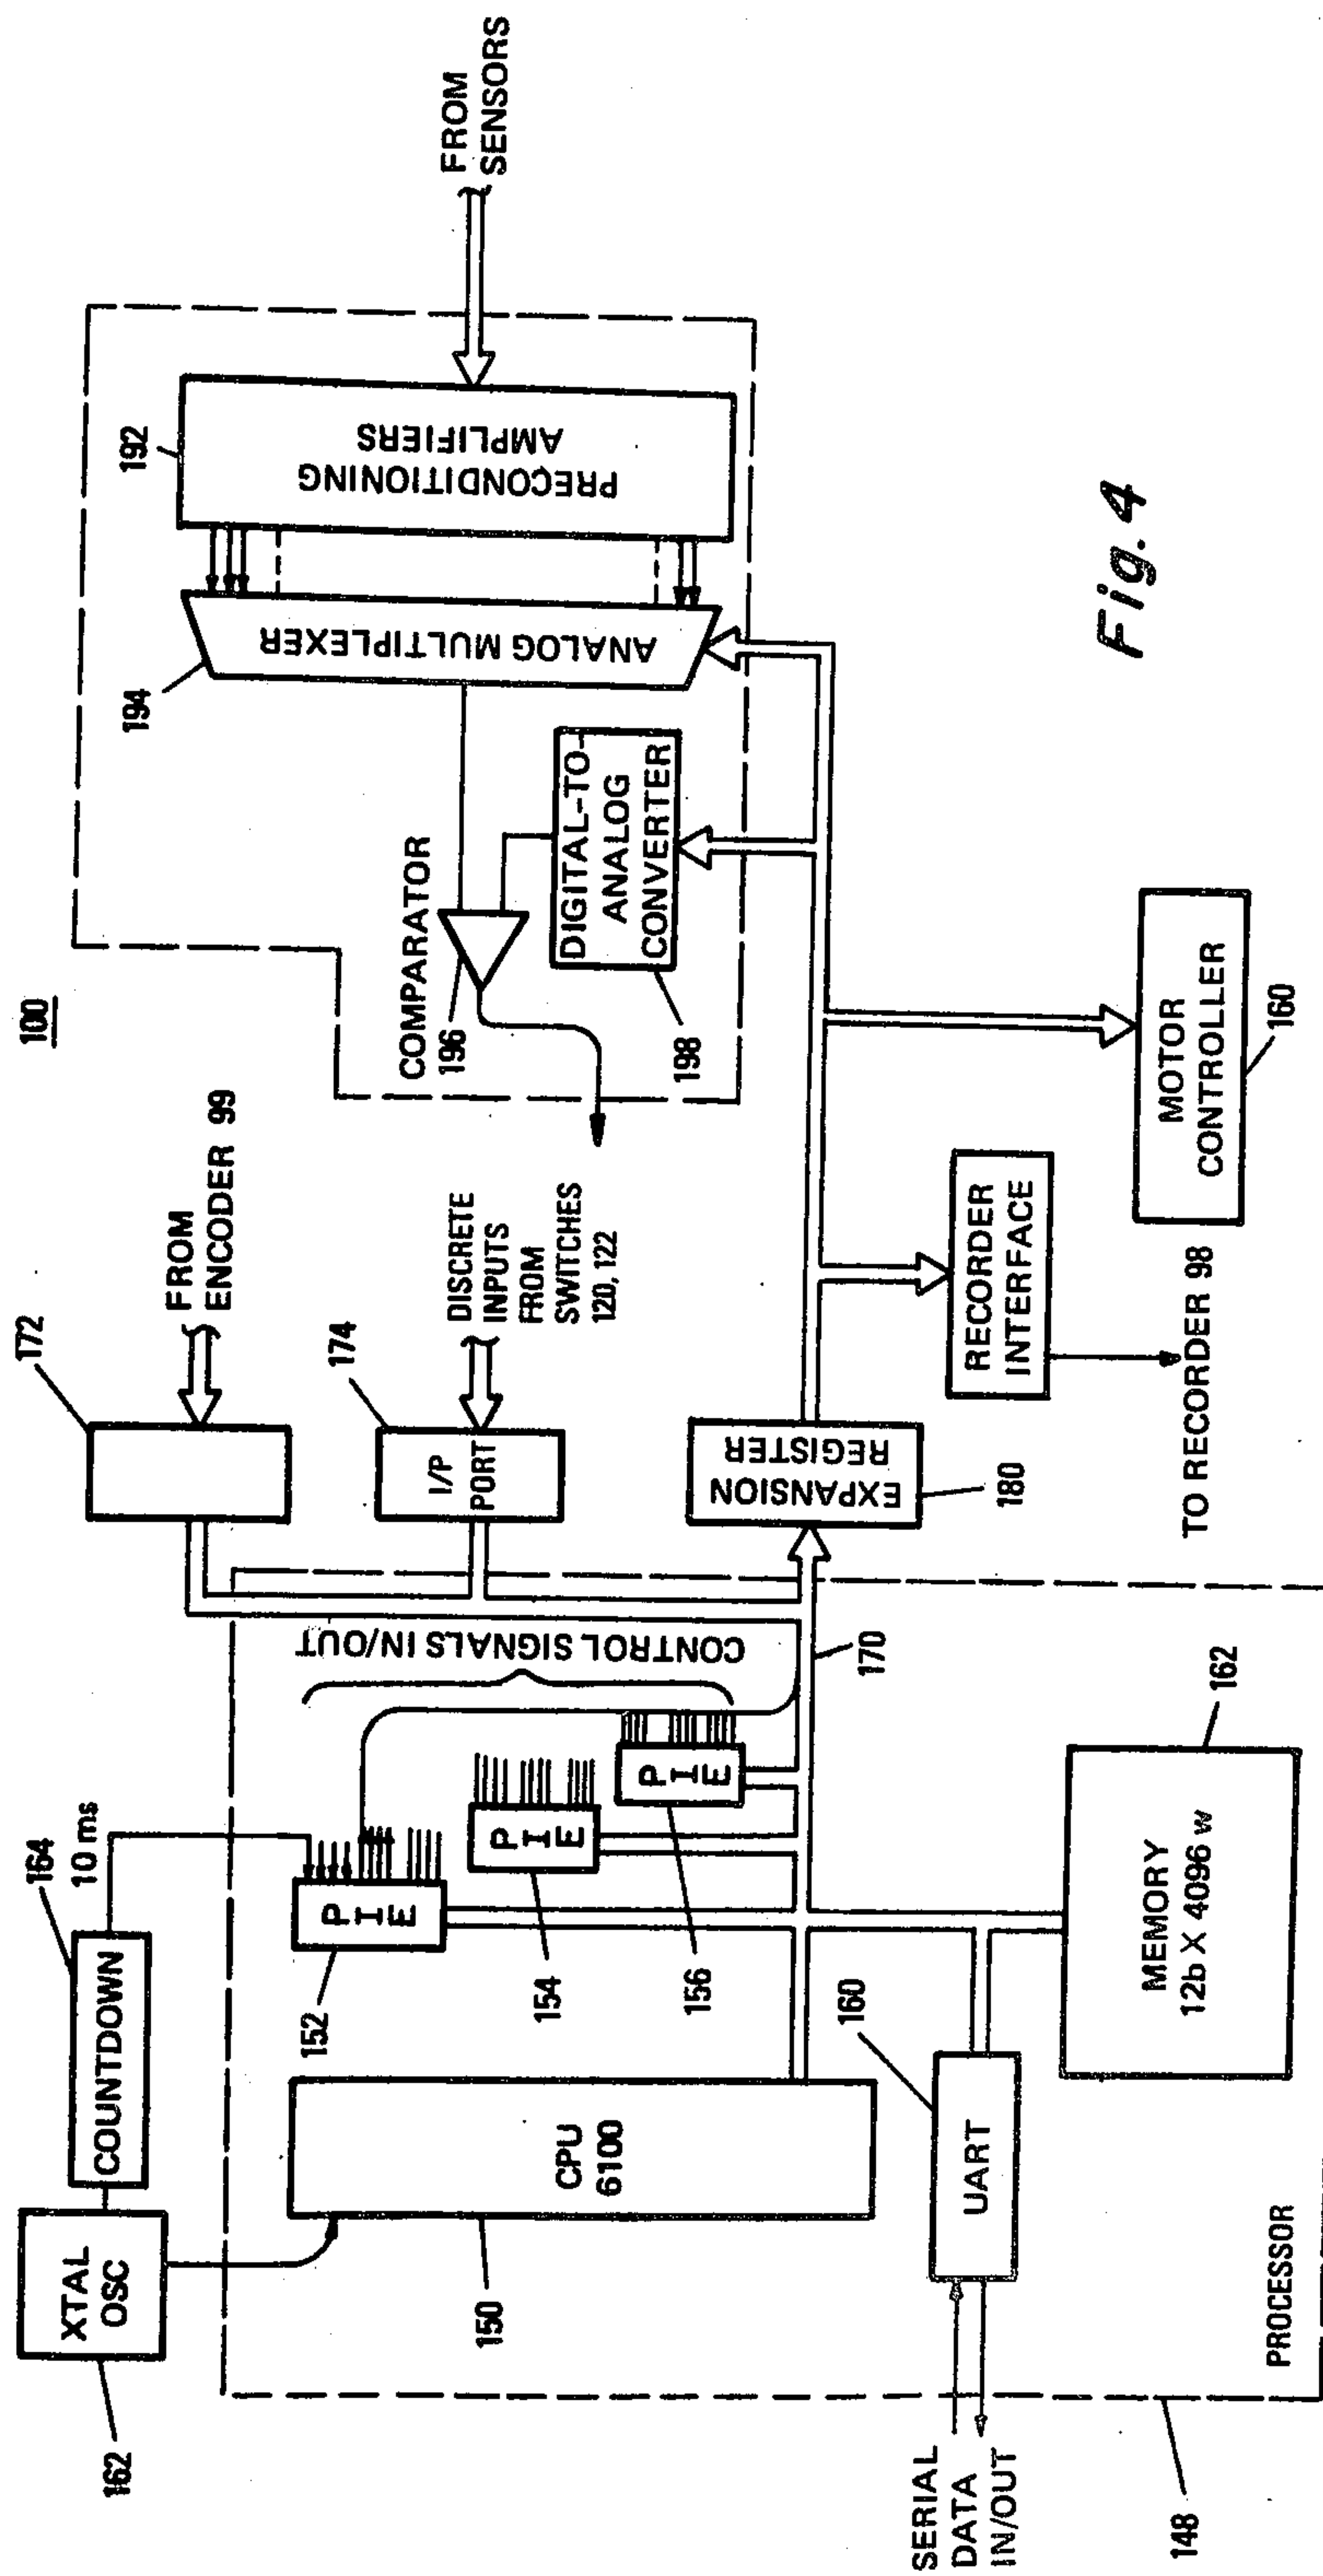 100
162
XTAL
OSC
164
COUNTDOWN
10 ms
172
FROM
ENCODER 99
174
I/P
PORT
DISCRETE
INPUTS
FROM
SWITCHES
120, 122
COMPARATOR
196
194
ANALOG MULTIPLEXER
192
PRECONDITIONING
AMPLIFIERS
FROM
SENSORS
DIGITAL-TO-
ANALOG
CONVERTER
198
150
CPU
6100
152
PIE
154
PIE
156
PIE
CONTROL SIGNALS IN/OUT
170
EXPANSION
REGISTER
180
RECORDER
INTERFACE
TO RECORDER 98
MOTOR
CONTROLLER
160
160
UART
SERIAL
DATA
IN/OUT
MEMORY
12b X 4096 w
162
PROCESSOR
148
Fig. 4